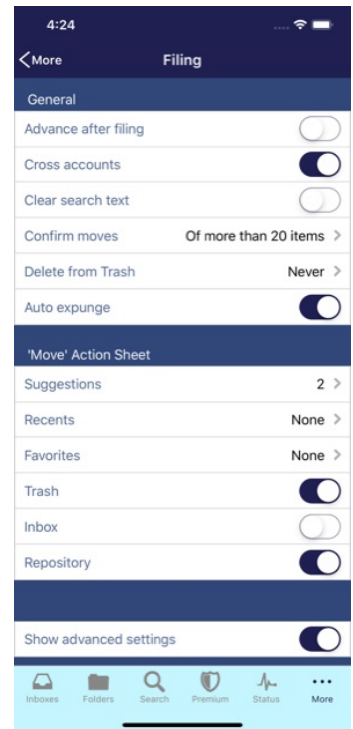 4:24
More Filing
General
Advance after filing
Cross accounts
Clear search text
Confirm moves Of more than 20 items
Delete from Trash Never
Auto expunge
'Move' Action Sheet
Suggestions 2
Recents None
Favorites None
Trash
Inbox
Repository
Show advanced settings
Inboxes Folders Search Premium Status More